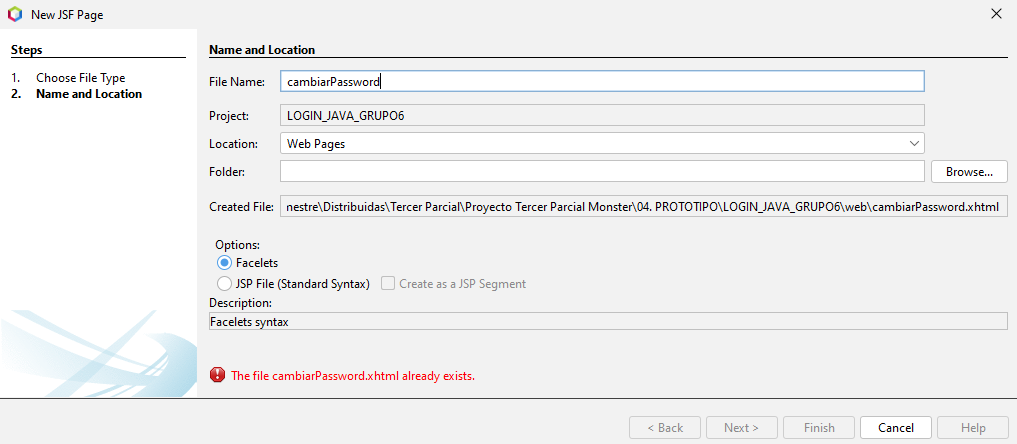 New JSF Page
Steps
1. Choose File Type
2. Name and Location
Name and Location
File Name: cambiarPassword
Project: LOGIN_JAVA_GRUPO6
Location: Web Pages
Folder: Browse...
Created File: nestre\Distribuidas\Tercer Parcial\Proyecto Tercer Parcial Monster\04. PROTOTIPO\LOGIN_JAVA_GRUPO6\web\cambiarPassword.xhtml
Options:
Facelets
JSP File (Standard Syntax) Create as a JSP Segment
Description:
Facelets syntax
The file cambiarPassword.xhtml already exists.
< Back Next > Finish Cancel Help